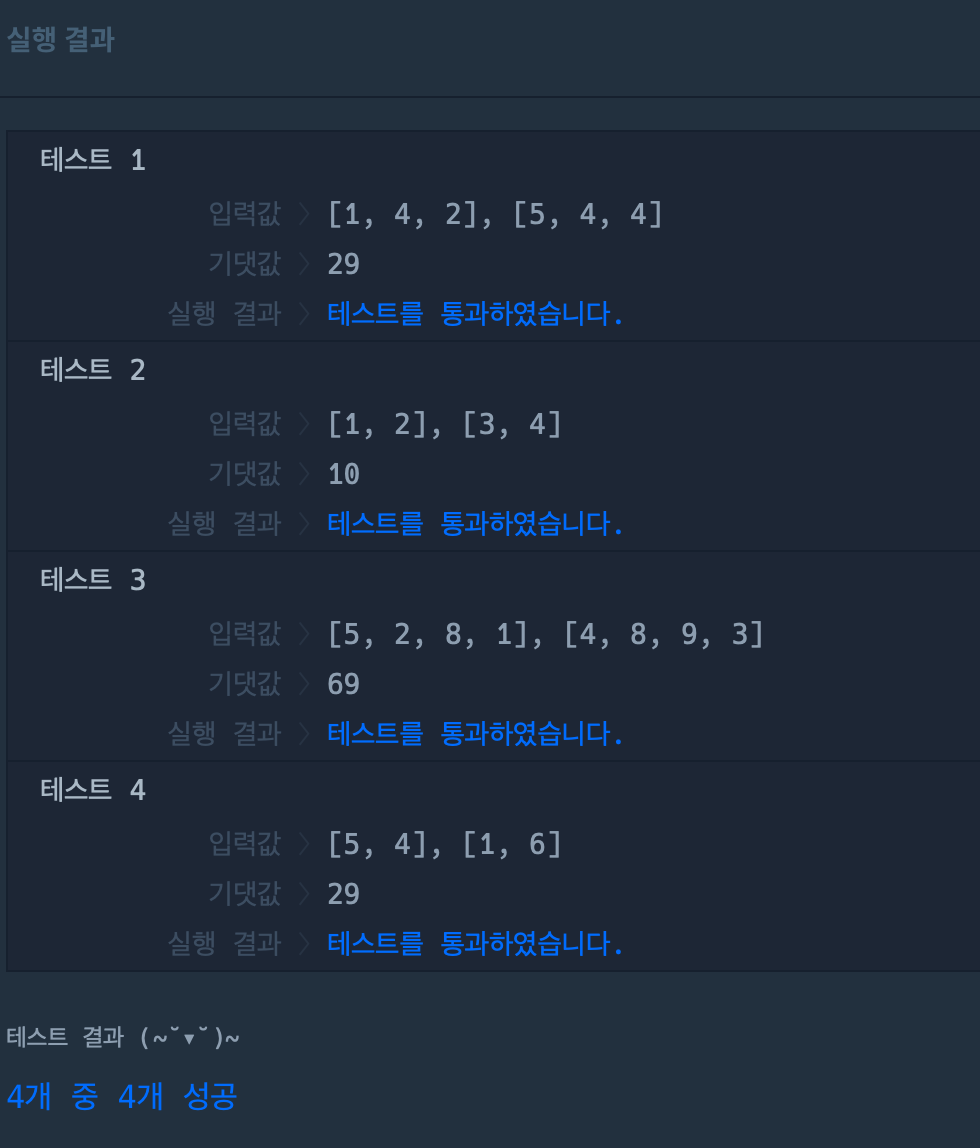 실행 결과
테스트 1
입력값 〉 [1, 4, 2], [5, 4, 4]
기댓값 〉 29
실행 결과 〉 테스트를 통과하였습니다.
테스트 2
입력값 〉 [1, 2], [3, 4]
기댓값 〉 10
실행 결과 〉 테스트를 통과하였습니다.
테스트 3
입력값 〉 [5, 2, 8, 1], [4, 8, 9, 3]
기댓값 〉 69
실행 결과 〉 테스트를 통과하였습니다.
테스트 4
입력값 〉 [5, 4], [1, 6]
기댓값 〉 29
실행 결과 〉 테스트를 통과하였습니다.
테스트 결과 (~˘▾˘)~
4개 중 4개 성공